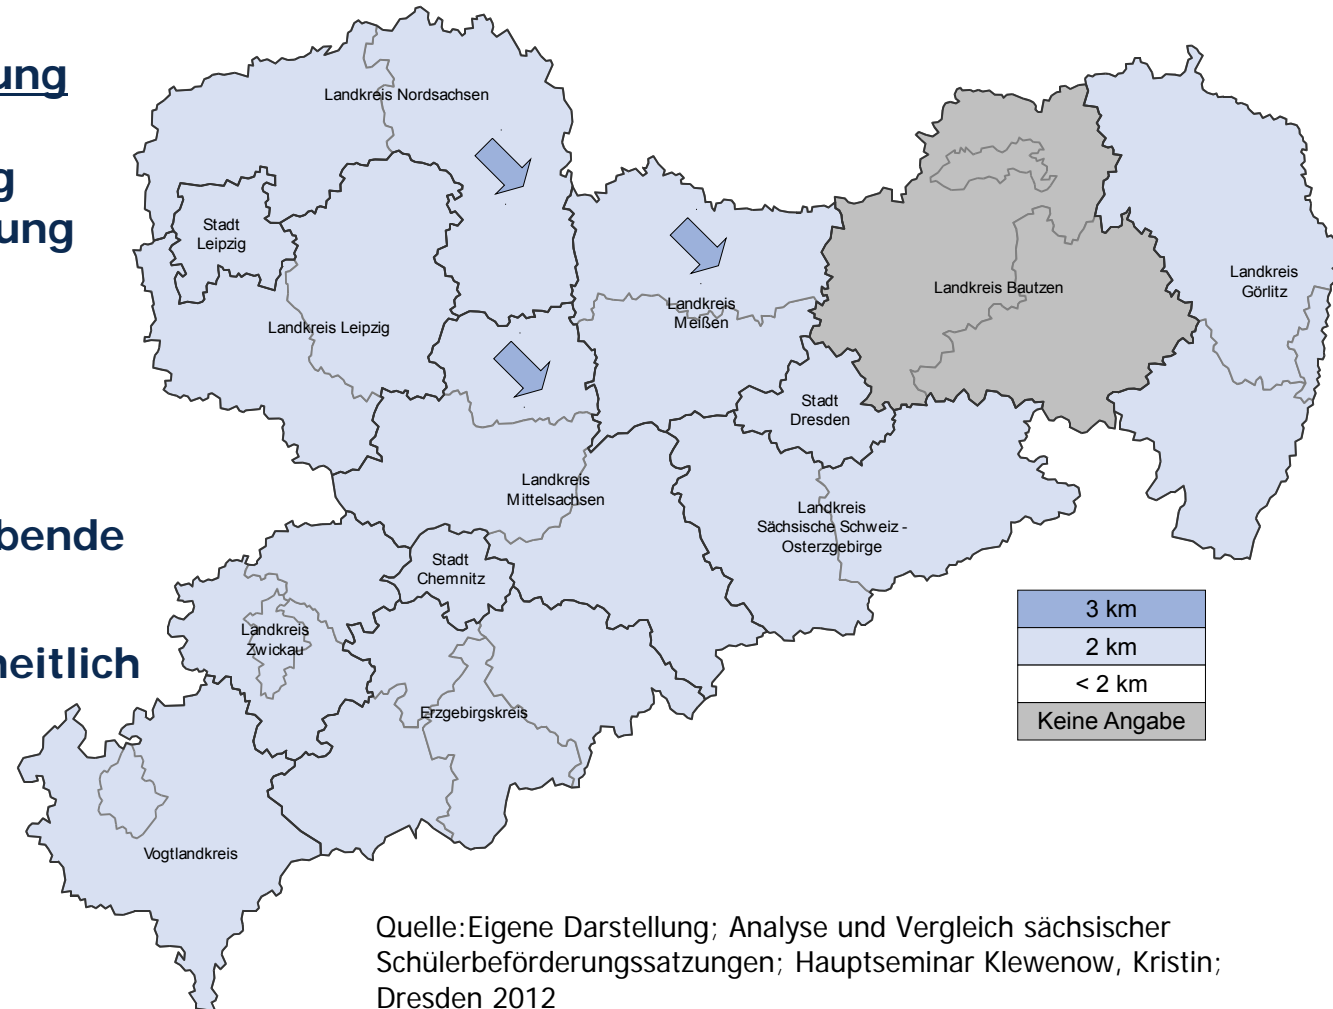 ung
g
ung
bende
heitlich
Landkreis Nordsachsen
Stadt
Leipzig
Landkreis Leipzig
Landkreis
Meißen
Landkreis Bautzen
Landkreis
Görlitz
Stadt
Dresden
Landkreis
Mittelsachsen
Landkreis
Sächsische Schweiz -
Osterzgebirge
Stadt
Chemnitz
Landkreis
Zwickau
Erzgebirgskreis
Vogtlandkreis
3 km
2 km
< 2 km
Keine Angabe
Quelle:Eigene Darstellung; Analyse und Vergleich sächsischer
Schülerbeförderungssatzungen; Hauptseminar Klewenow, Kristin;
Dresden 2012